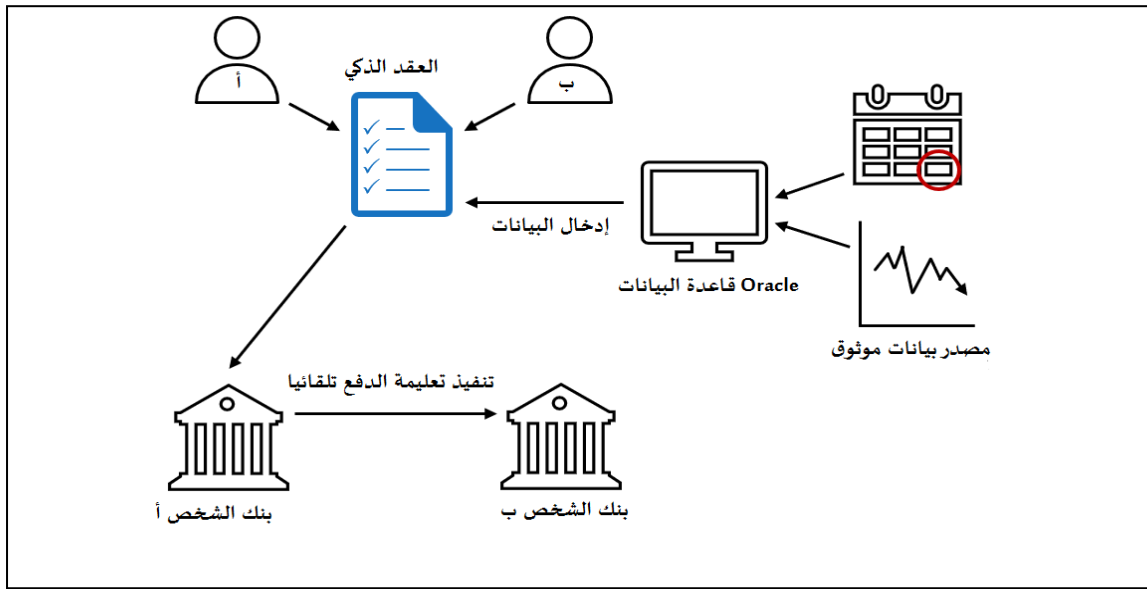 أ
ب
العقد الذكي
إدخال البيانات
قاعدة البيانات Oracle
مصدر بيانات موثوق
تنفيذ تعليمة الدفع تلقائيا
بنك الشخص أ
بنك الشخص ب